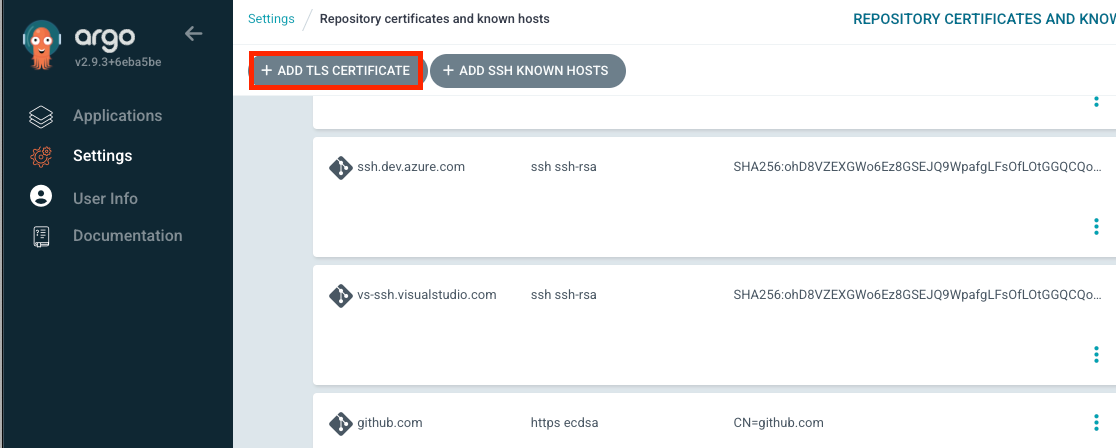 Settings / Repository certificates and known hosts
REPOSITORY CERTIFICATES AND KNOW
argo
v2.9.3+6eba5be
+ ADD TLS CERTIFICATE
+ ADD SSH KNOWN HOSTS
Applications
Settings
User Info
Documentation
ssh.dev.azure.com ssh ssh-rsa SHA256:ohD8VZEXGWo6Ez8GSEJQ9WpafgLFsOfLOtGGQCQo...
vs-ssh.visualstudio.com ssh ssh-rsa SHA256:ohD8VZEXGWo6Ez8GSEJQ9WpafgLFsOfLOtGGQCQo...
github.com https ecdsa CN=github.com